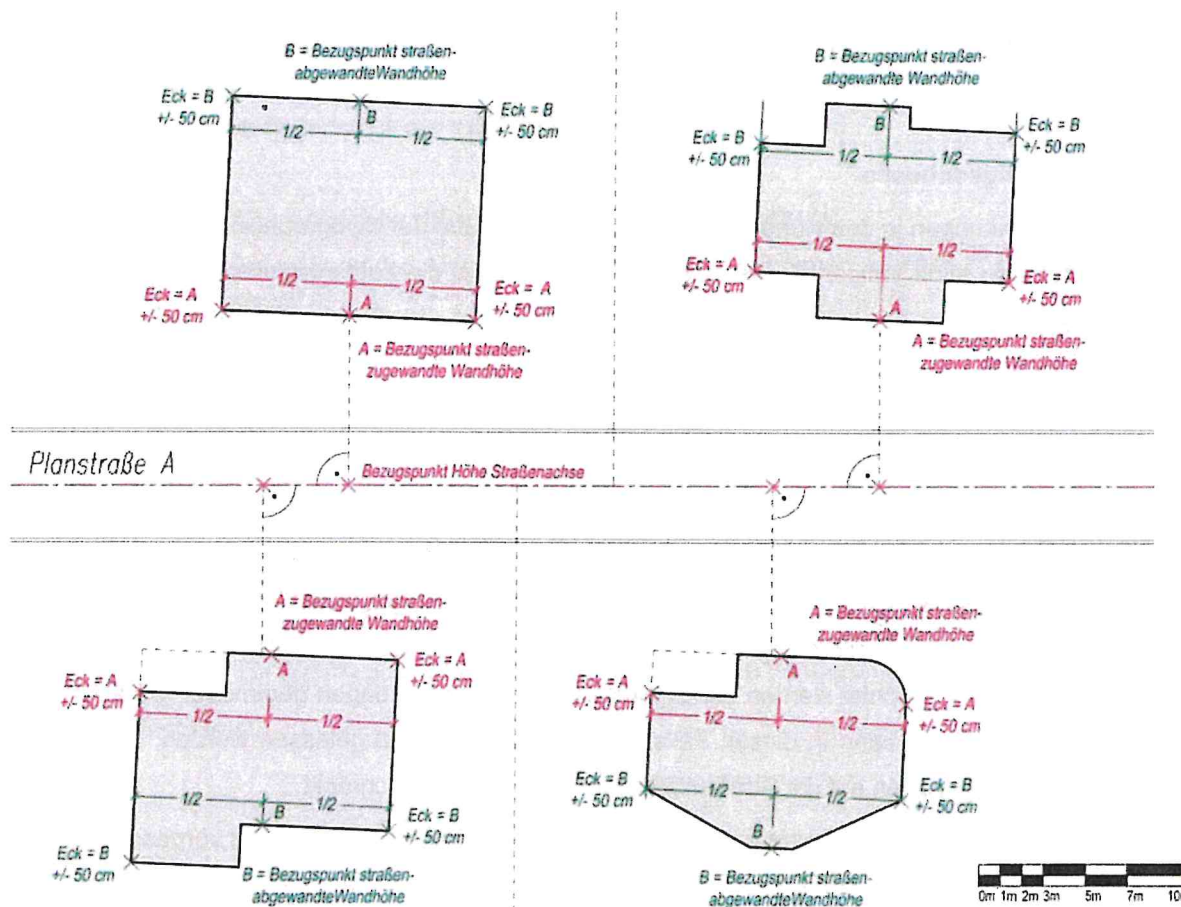 B = Bezugspunkt straßen-
abgewandteWandhöhe
Eck = B
+/- 50 cm
B
Eck = B
+/- 50 cm
1/2
1/2
1/2
1/2
Eck = A
+/- 50 cm
A
Eck = A
+/- 50 cm
A = Bezugspunkt straßen-
zugewandte Wandhöhe
B = Bezugspunkt straßen-
abgewandte Wandhöhe
Eck = B
+/- 50 cm
B
Eck = B
+/- 50 cm
1/2
1/2
1/2
1/2
Eck = A
+/- 50 cm
A
Eck = A
+/- 50 cm
A = Bezugspunkt straßen-
zugewandte Wandhöhe
Planstraße A
Bezugspunkt Höhe Straßenachse
A = Bezugspunkt straßen-
zugewandte Wandhöhe
A
Eck = A
+/- 50 cm
Eck = A
+/- 50 cm
1/2
1/2
1/2
1/2
B
Eck = B
+/- 50 cm
Eck = B
+/- 50 cm
B = Bezugspunkt straßen-
abgewandteWandhöhe
A = Bezugspunkt straßen-
zugewandte Wandhöhe
A
Eck = A
+/- 50 cm
Eck = A
+/- 50 cm
1/2
1/2
Eck = B
+/- 50 cm
1/2
1/2
Eck = B
+/- 50 cm
B
B = Bezugspunkt straßen-
abgewandteWandhöhe
0m 1m 2m 3m 5m 7m